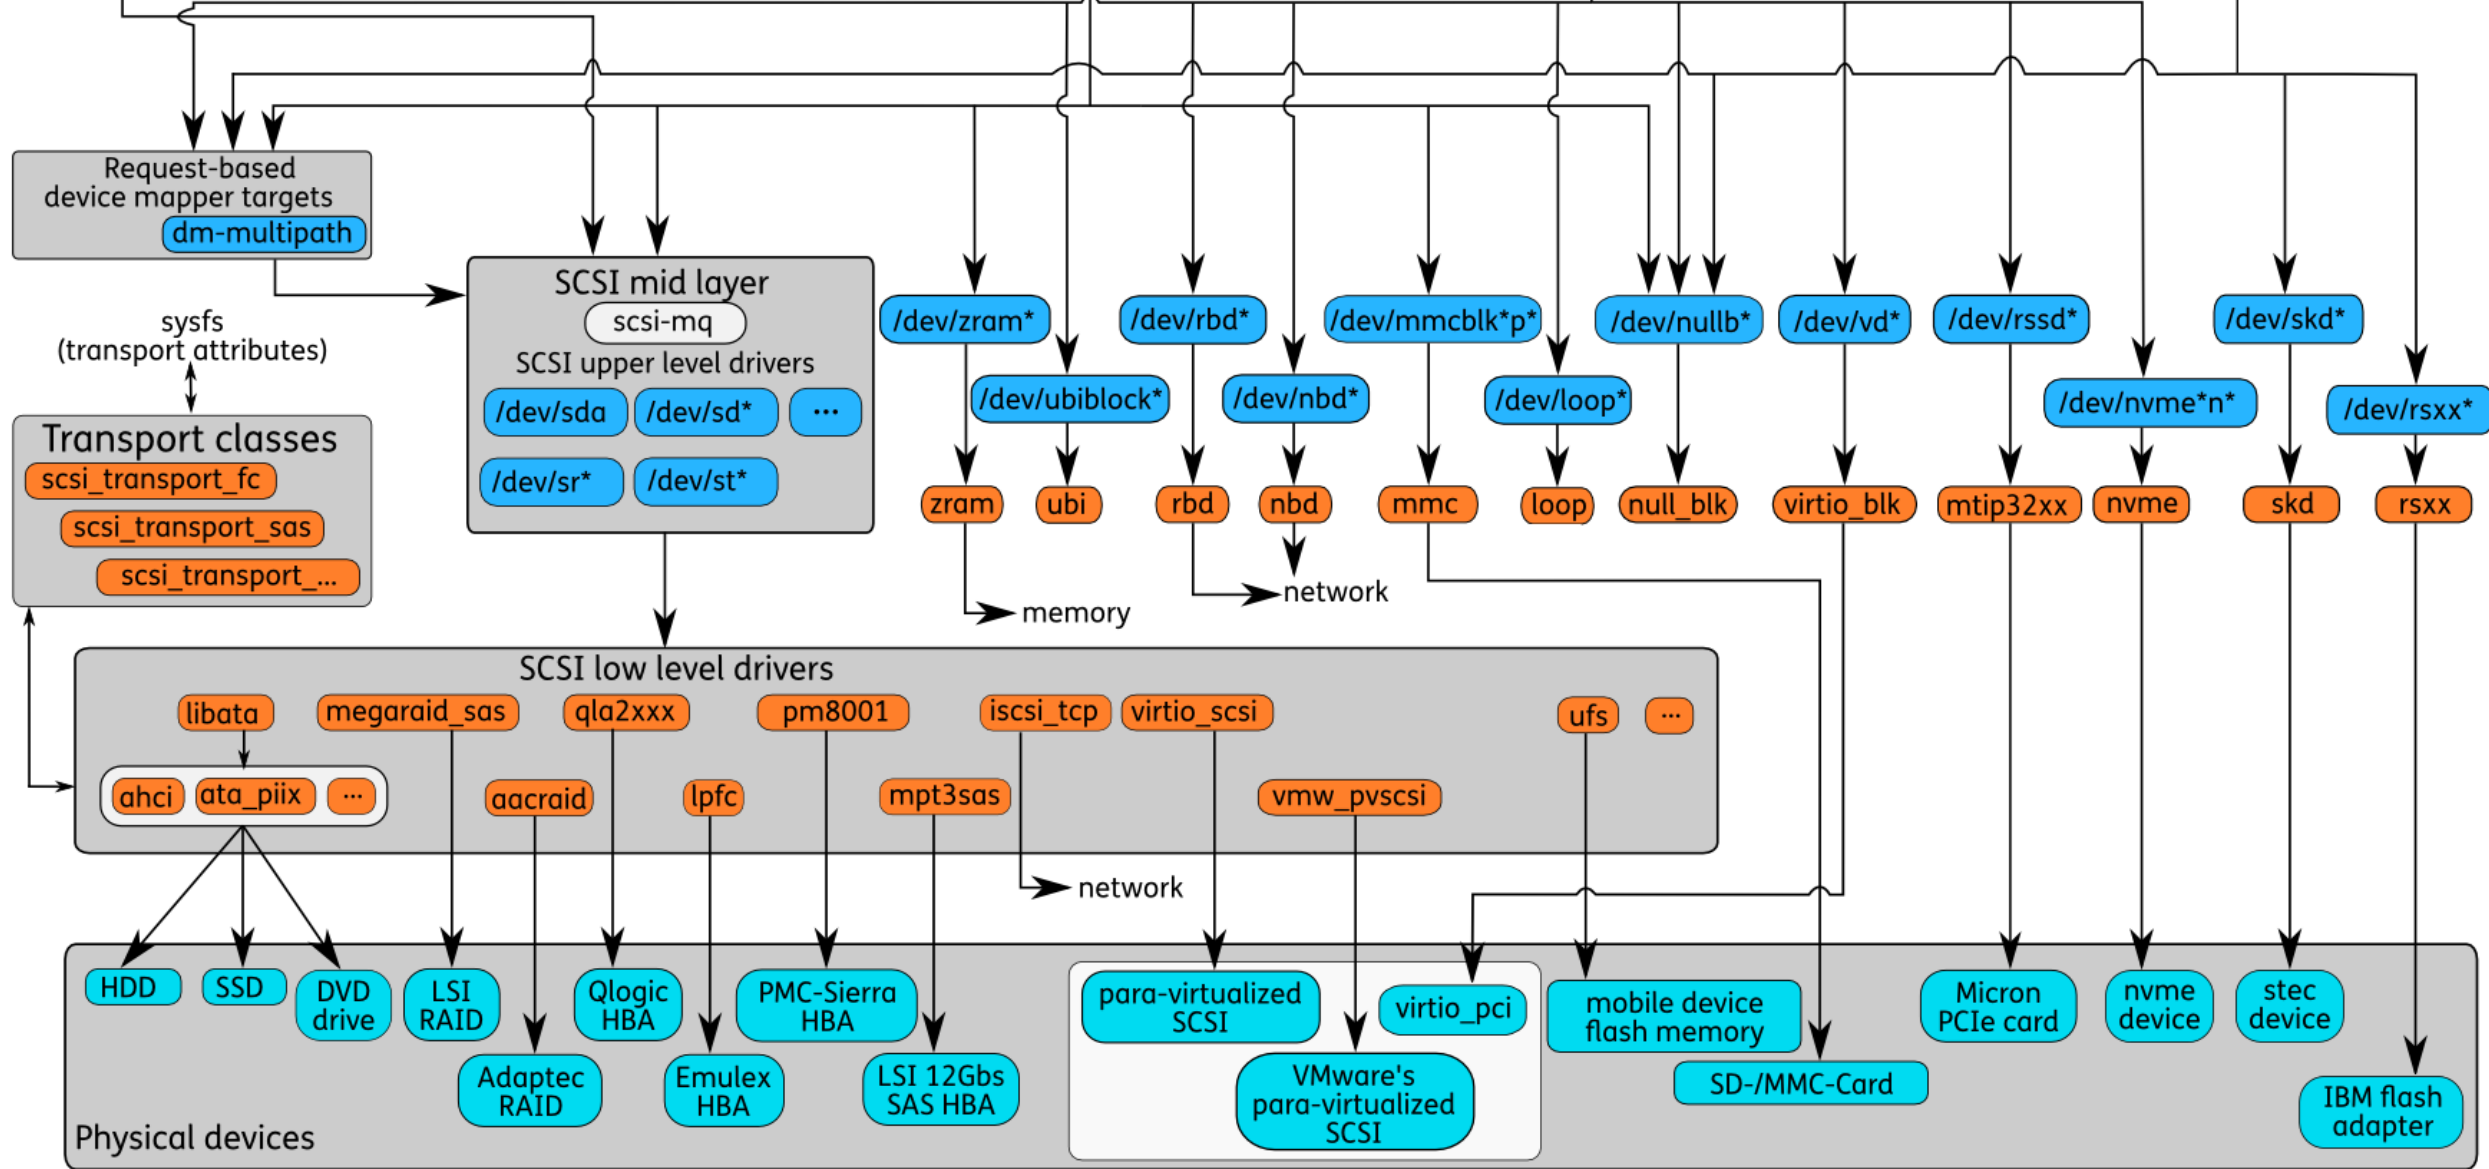 Request-based
device mapper targets
dm-multipath
sysfs
(transport attributes)
Transport classes
scsi_transport_fc
scsi_transport_sas
scsi_transport_...
SCSI mid layer
scsi-mq
SCSI upper level drivers
/dev/sda
/dev/sd*
...
/dev/sr*
/dev/st*
/dev/zram*
/dev/rbd*
/dev/mmcblk*p*
/dev/nullb*
/dev/vd*
/dev/rssd*
/dev/skd*
/dev/ubiblock*
/dev/nbd*
/dev/loop*
/dev/nvme*n*
/dev/rsxx*
zram
ubi
rbd
nbd
mmc
loop
null_blk
virtio_blk
mtip32xx
nvme
skd
rsxx
memory
network
SCSI low level drivers
libata
megaraid_sas
qla2xxx
pm8001
iscsi_tcp
virtio_scsi
ufs
...
ahci
ata_piix
...
aacraid
lpfc
mpt3sas
vmw_pvscsi
network
HDD
SSD
DVD
drive
LSI
RAID
Qlogic
HBA
PMC-Sierra
HBA
para-virtualized
SCSI
virtio_pci
mobile device
flash memory
Micron
PCIe card
nvme
device
stec
device
Adaptec
RAID
Emulex
HBA
LSI 12Gbs
SAS HBA
VMware's
para-virtualized
SCSI
SD-/MMC-Card
IBM flash
adapter
Physical devices